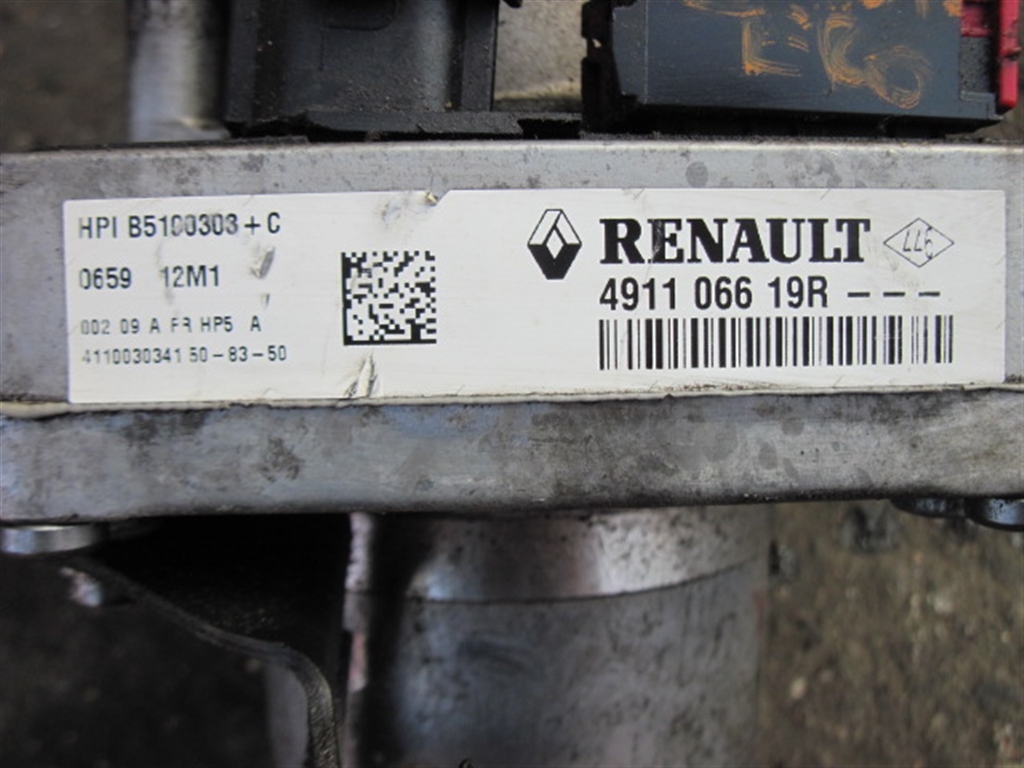 HPI B5100303 + C
0659 12M1
002 09 A FR HP5 A
4110030341 50 - 83 - 50
RENAULT
4911 066 19R - - -